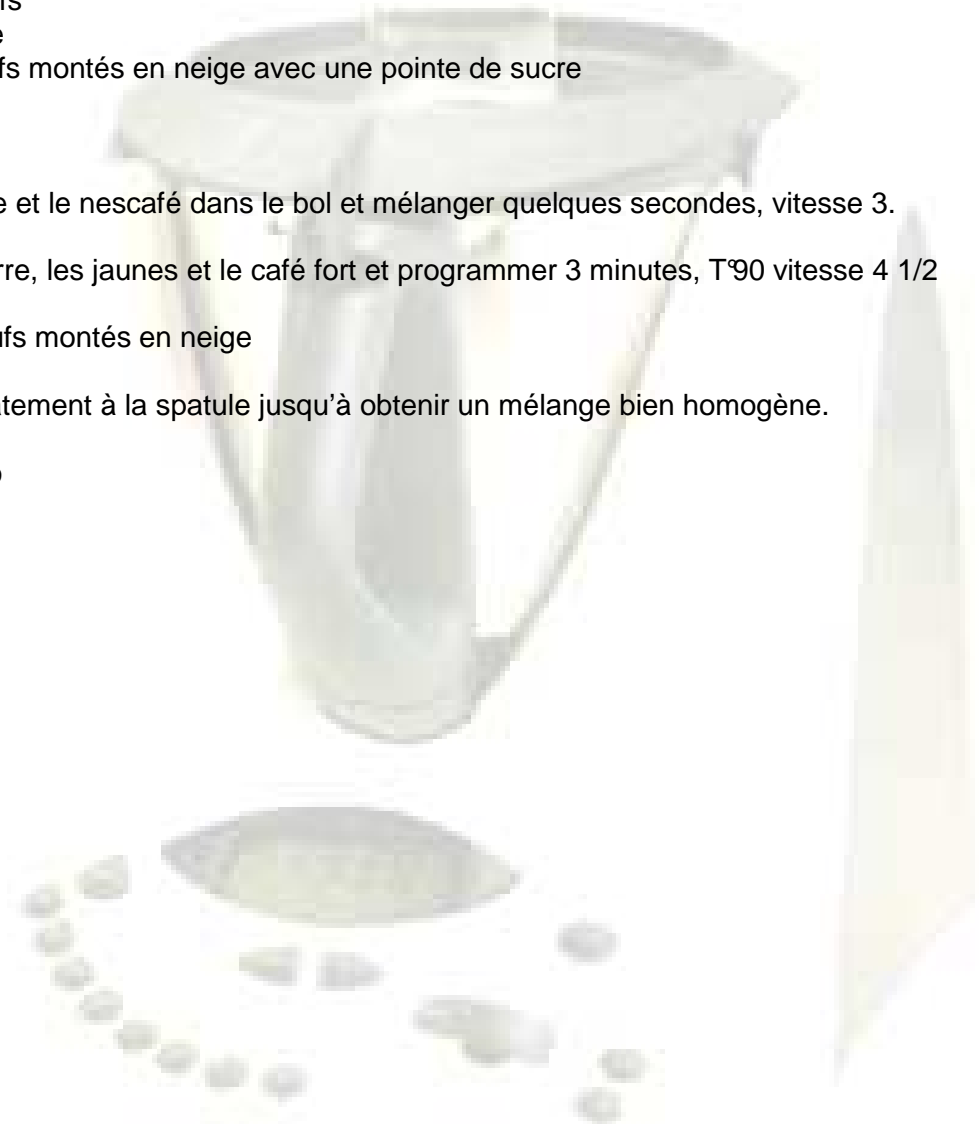 fs montés en neige avec une pointe de sucre
e et le nescafé dans le bol et mélanger quelques secondes, vitesse 3.
rre, les jaunes et le café fort et programmer 3 minutes, T°90 vitesse 4 1/2
ufs montés en neige
atement à la spatule jusqu’à obtenir un mélange bien homogène.